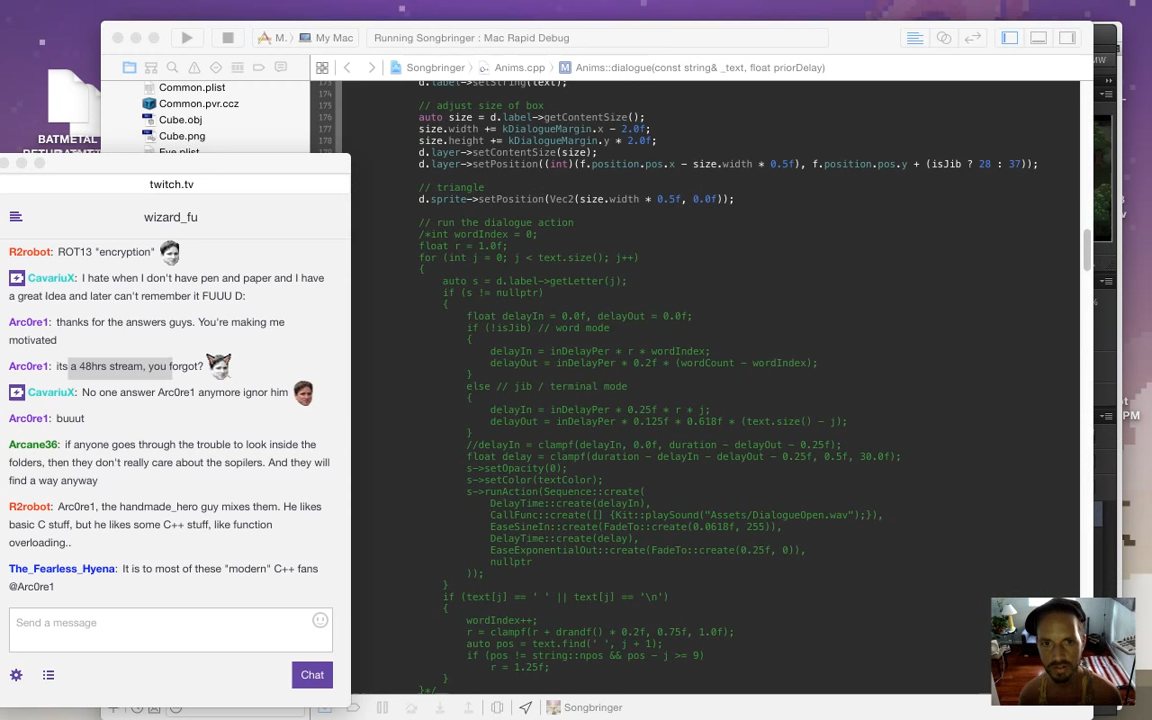 M.
My Mac
Running Songbringer : Mac Rapid Debug
Songbringer
Anims.cpp
M Anims::dialogue(const string& _text, float priorDelay)
Common.plist
Common.pvr.ccz
Cube.obj
Cube.png
Eve.plist
BATMETAL
twitch.tv
wizard_fu
R2robot: ROT13 "encryption"
CavariuX: I hate when I don't have pen and paper and I have
a great Idea and later can't remember it FUUU D:
Arc0re1: thanks for the answers guys. You're making me
motivated
Arc0re1: its a 48hrs stream, you forgot?
CavariuX: No one answer Arc0re1 anymore ignor him
Arc0re1: buuut
Arcane36: if anyone goes through the trouble to look inside the
folders, then they don't really care about the sopilers. And they will
find a way anyway
R2robot: Arc0re1, the handmade_hero guy mixes them. He likes
basic C stuff, but he likes some C++ stuff, like function
overloading..
The_Fearless_Hyena: It is to most of these "modern" C++ fans
@Arc0re1
Send a message
Chat
d.label->setString(text);
174
175 // adjust size of box
176 auto size = d.label->getContentSize();
177 size.width += kDialogueMargin.x - 2.0f;
178 size.height += kDialogueMargin.y * 2.0f;
d.layer->setContentSize(size);
d.layer->setPosition((int)(f.position.pos.x - size.width * 0.5f), f.position.pos.y + (isJib ? 28 : 37));
// triangle
d.sprite->setPosition(Vec2(size.width * 0.5f, 0.0f));
// run the dialogue action
/*int wordIndex = 0;
float r = 1.0f;
for (int j = 0; j < text.size(); j++)
{
auto s = d.label->getLetter(j);
if (s != nullptr)
{
float delayIn = 0.0f, delayOut = 0.0f;
if (!isJib) // word mode
{
delayIn = inDelayPer * r * wordIndex;
delayOut = inDelayPer * 0.2f * (wordCount - wordIndex);
}
else // jib / terminal mode
{
delayIn = inDelayPer * 0.25f * r * j;
delayOut = inDelayPer * 0.125f * 0.618f * (text.size() - j);
}
//delayIn = clampf(delayIn, 0.0f, duration - delayOut - 0.25f);
float delay = clampf(duration - delayIn - delayOut - 0.25f, 0.5f, 30.0f);
s->setOpacity(0);
s->setColor(textColor);
s->runAction(Sequence::create(
DelayTime::create(delayIn),
CallFunc::create([] {Kit::playSound("Assets/DialogueOpen.wav");}),
EaseSineIn::create(FadeTo::create(0.0618f, 255)),
DelayTime::create(delay),
EaseExponentialOut::create(FadeTo::create(0.25f, 0)),
nullptr
));
}
if (text[j] == ' ' || text[j] == '\n')
{
wordIndex++;
r = clampf(r + drandf() * 0.2f, 0.75f, 1.0f);
auto pos = text.find(' ', j + 1);
if (pos != string::npos && pos - j >= 9)
r = 1.25f;
}
}*/
Songbringer
PM